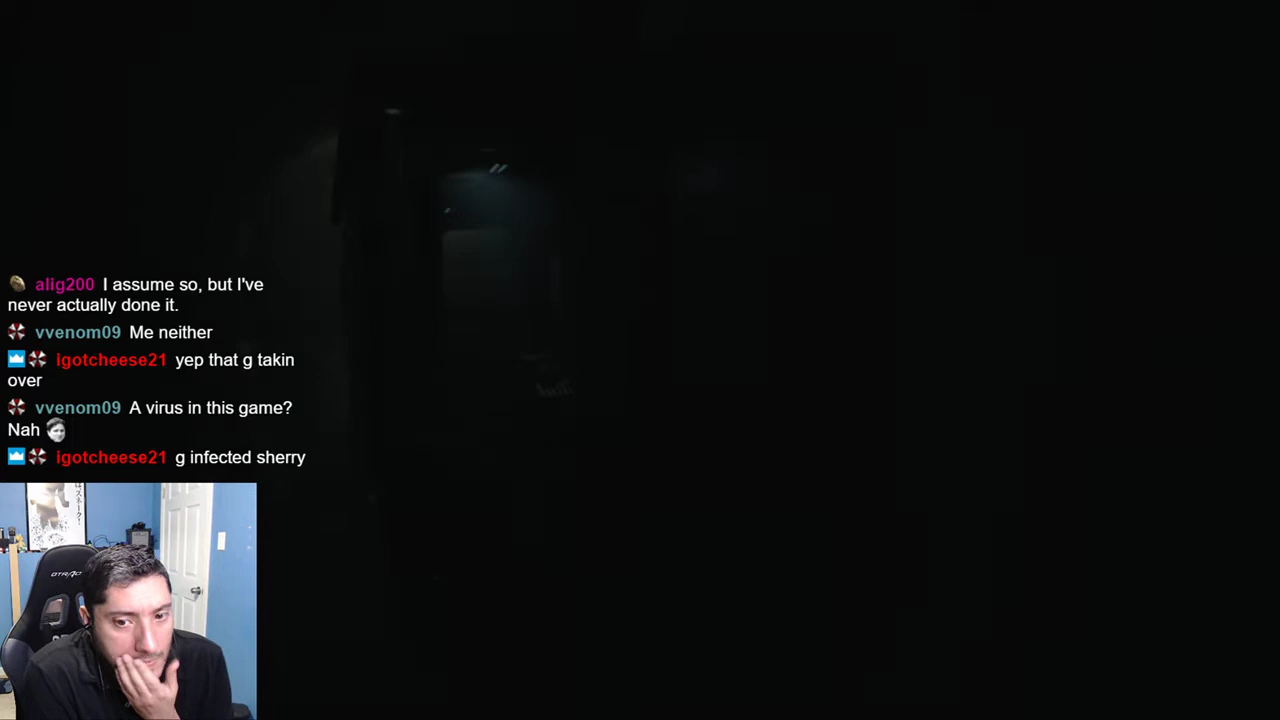 alig200 I assume so, but I've
never actually done it.
vvenom09 Me neither
igotcheese21 yep that g takin
over
vvenom09 A virus in this game?
Nah
igotcheese21 g infected sherry